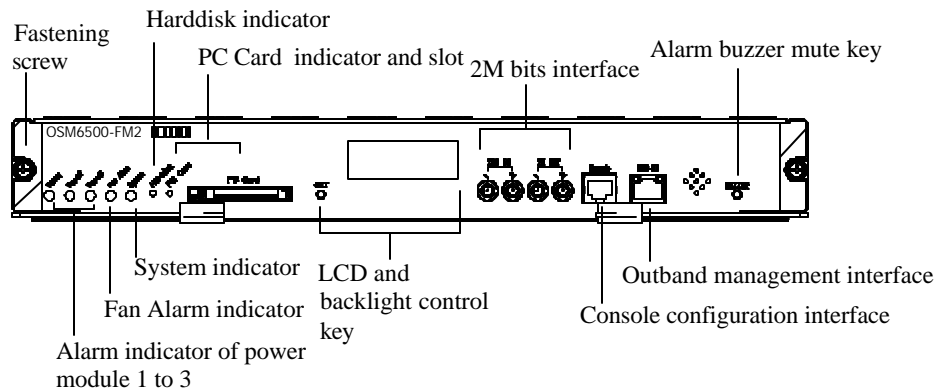 Harddisk indicator
Fastening
screw
PC Card indicator and slot
2M bits interface
Alarm buzzer mute key
OSM6500-FM2
PC Card
System indicator
LCD and
backlight control
key
Outband management interface
Fan Alarm indicator
Console configuration interface
Alarm indicator of power
module 1 to 3